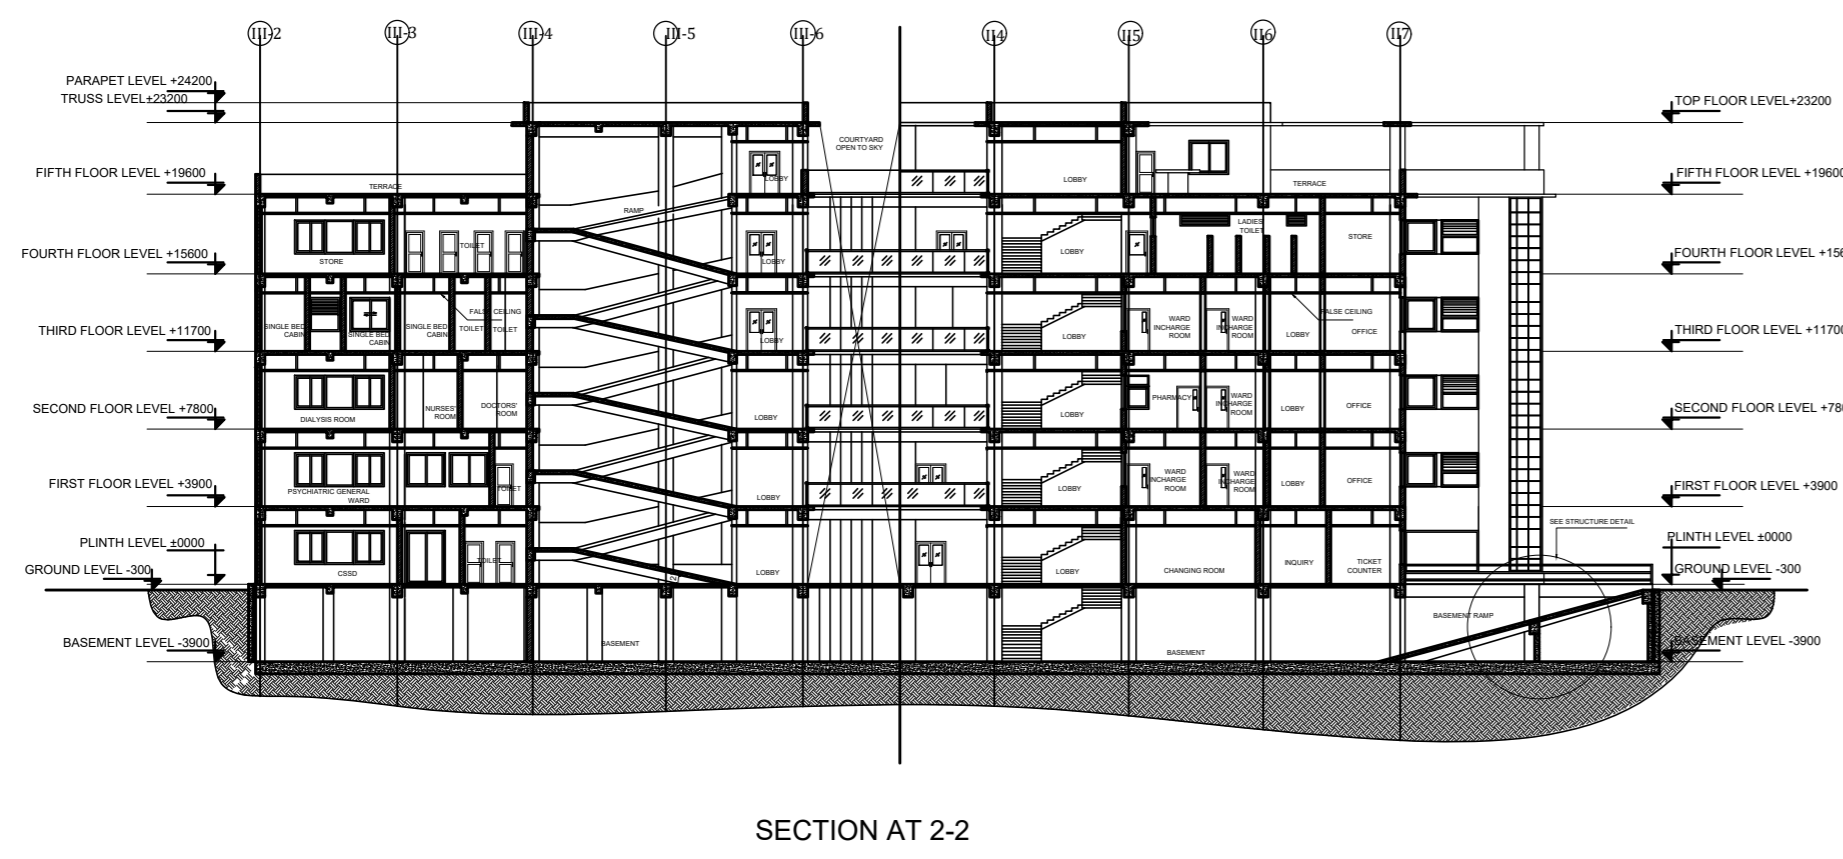 III-2 III-3 III-4 III-5 III-6 II4 II5 II6 II7
PARAPET LEVEL +24200
TRUSS LEVEL+23200
TOP FLOOR LEVEL+23200
COURTYARD
OPEN TO SKY
FIFTH FLOOR LEVEL +19600
TERRACE
LOBBY
LOBBY
TERRACE
FIFTH FLOOR LEVEL +19600
RAMP
FOURTH FLOOR LEVEL +15600
STORE
TOILET
LOBBY
LOBBY
LADIES
TOILET
STORE
FOURTH FLOOR LEVEL +156
THIRD FLOOR LEVEL +11700
SINGLE BED
CABIN
SINGLE BED
CABIN
SINGLE BED
CABIN
FALSE CEILING
TOILET
TOILET
LOBBY
LOBBY
WARD
INCHARGE
ROOM
WARD
INCHARGE
ROOM
FALSE CEILING
LOBBY
OFFICE
THIRD FLOOR LEVEL +11700
SECOND FLOOR LEVEL +7800
DIALYSIS ROOM
NURSES'
ROOM
DOCTORS'
ROOM
LOBBY
LOBBY
PHARMACY
WARD
INCHARGE
ROOM
LOBBY
OFFICE
SECOND FLOOR LEVEL +780
FIRST FLOOR LEVEL +3900
PSYCHIATRIC GENERAL
WARD
TOILET
LOBBY
LOBBY
WARD
INCHARGE
ROOM
WARD
INCHARGE
ROOM
LOBBY
OFFICE
FIRST FLOOR LEVEL +3900
SEE STRUCTURE DETAIL
PLINTH LEVEL ±0000
PLINTH LEVEL ±0000
GROUND LEVEL -300
CSSD
TOILET
2
LOBBY
LOBBY
CHANGING ROOM
INQUIRY
TICKET
COUNTER
GROUND LEVEL -300
BASEMENT RAMP
BASEMENT LEVEL -3900
BASEMENT
BASEMENT
BASEMENT LEVEL -3900
SECTION AT 2-2